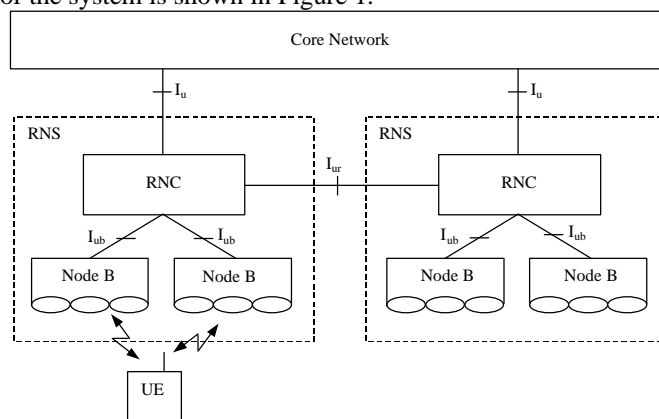 of the system is shown in Figure 1.
Core Network
Iu
Iu
RNS
RNS
Iur
RNC
RNC
Iub
Iub
Iub
Iub
Node B
Node B
Node B
Node B
UE